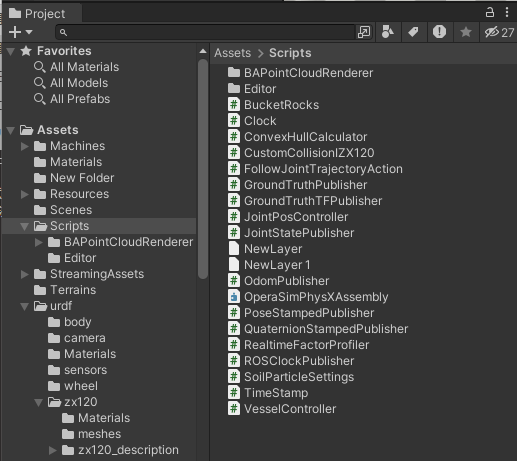 Project
27
Favorites
All Materials
All Models
All Prefabs
Assets
Machines
Materials
New Folder
Resources
Scenes
Scripts
BAPointCloudRenderer
Editor
StreamingAssets
Terrains
urdf
body
camera
Materials
sensors
wheel
zx120
Materials
meshes
zx120_description
Assets > Scripts
BAPointCloudRenderer
Editor
BucketRocks
Clock
ConvexHullCalculator
CustomCollisionIZX120
FollowJointTrajectoryAction
GroundTruthPublisher
GroundTruthTFPublisher
JointPosController
JointStatePublisher
NewLayer
NewLayer 1
OdomPublisher
OperaSimPhysXAssembly
PoseStampedPublisher
QuaternionStampedPublisher
RealtimeFactorProfiler
ROSClockPublisher
SoilParticleSettings
TimeStamp
VesselController